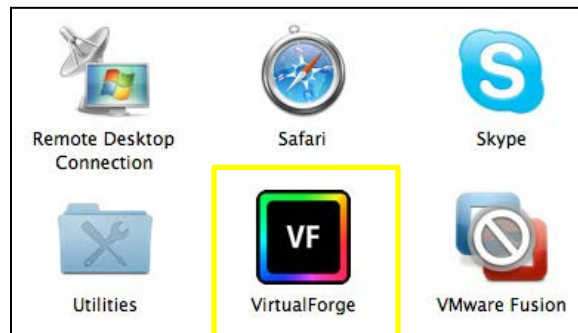 Remote Desktop
Connection
Safari
Skype
S
Utilities
VF
VirtualForge
VMware Fusion